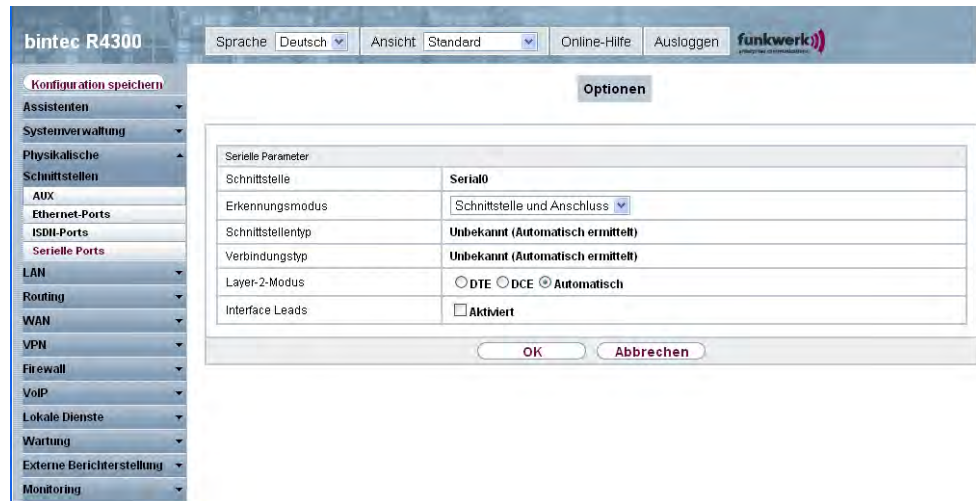 bintec R4300
Sprache Deutsch Ansicht Standard Online-Hilfe Ausloggen funkwerk
Konfiguration speichern
Assistenten
Systemverwaltung
Physikalische
Schnittstellen
AUX
Ethernet-Ports
ISDN-Ports
Serielle Ports
LAN
Routing
WAN
VPN
Firewall
VoIP
Lokale Dienste
Wartung
Externe Berichterstellung
Monitoring
Optionen
Serielle Parameter
Schnittstelle Serial0
Erkennungsmodus Schnittstelle und Anschluss
Schnittstellentyp Unbekannt (Automatisch ermittelt)
Verbindungstyp Unbekannt (Automatisch ermittelt)
Layer-2-Modus DTE DCE Automatisch
Interface Leads Aktiviert
OK Abbrechen